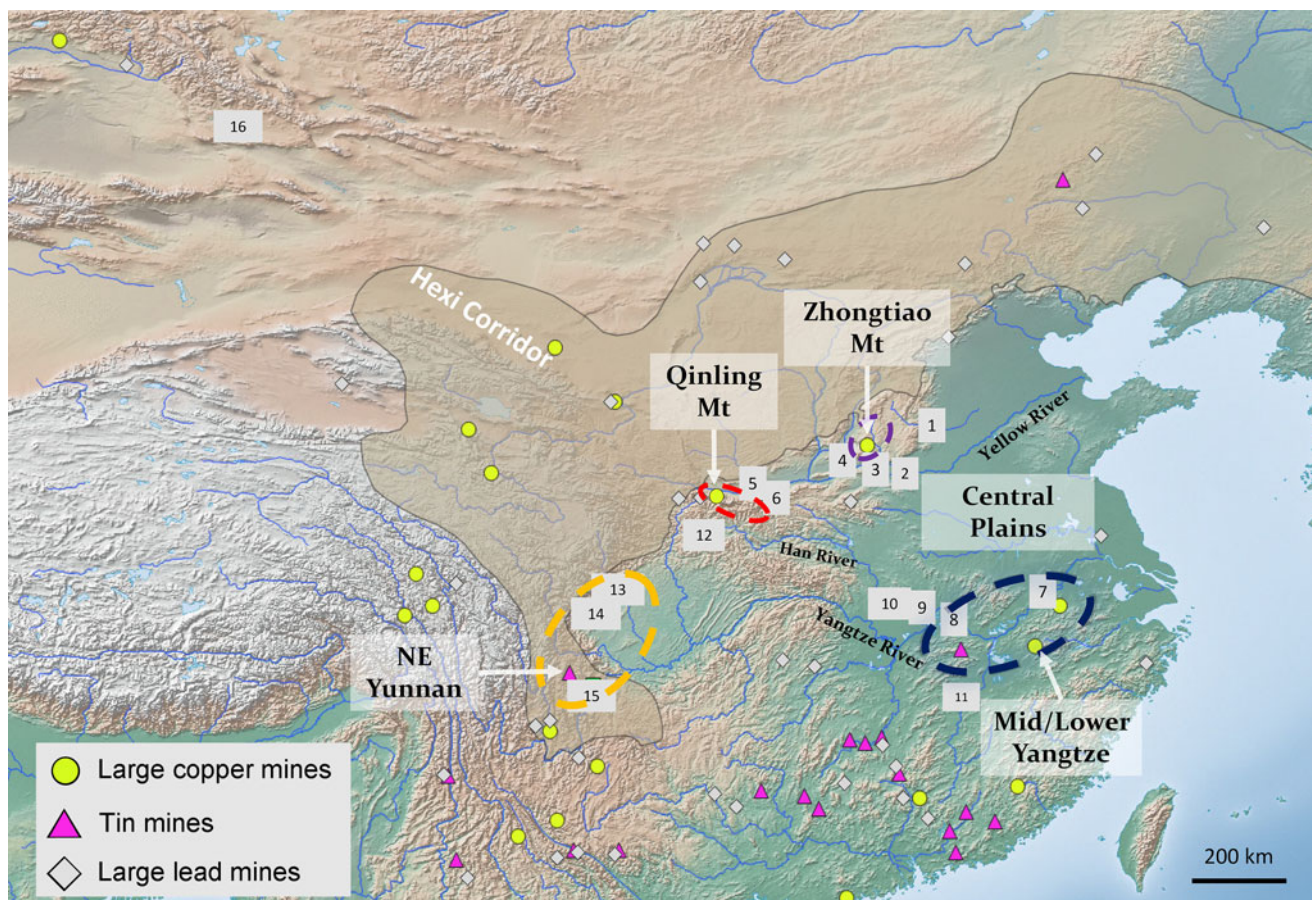 16
Hexi Corridor
Zhongtiao
Mt
Qinling
Mt
1
Yellow River
4
3
2
5
6
Central
Plains
12
Han River
13
14
10
9
8
7
Yangtze River
NE
Yunnan
15
11
Mid/Lower
Yangtze
Large copper mines
Tin mines
Large lead mines
200 km